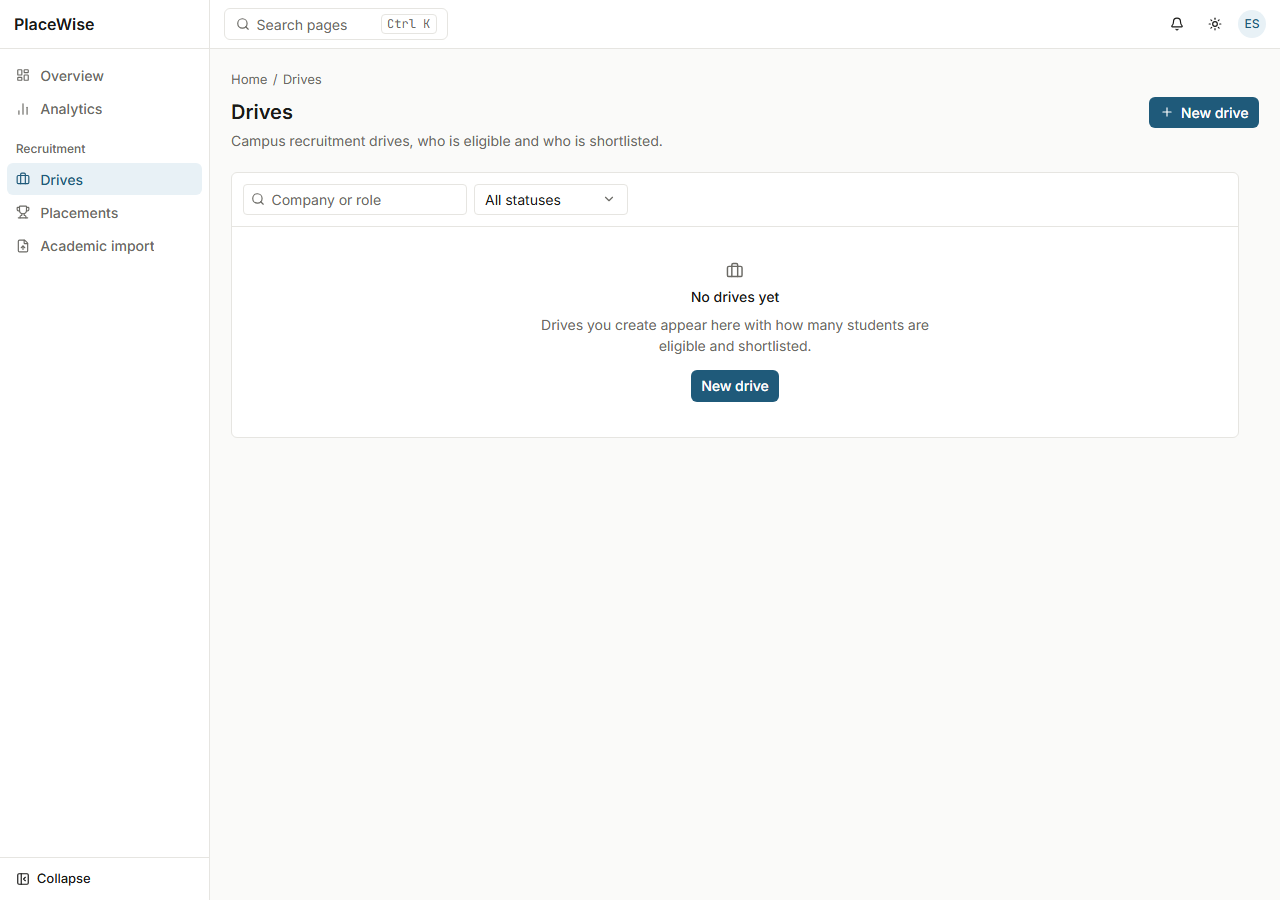 PlaceWise
Search pages
Ctrl K
ES
Overview
Analytics
Recruitment
Drives
Placements
Academic import
Collapse
Home / Drives
Drives
New drive
Campus recruitment drives, who is eligible and who is shortlisted.
Company or role
All statuses
No drives yet
Drives you create appear here with how many students are
eligible and shortlisted.
New drive